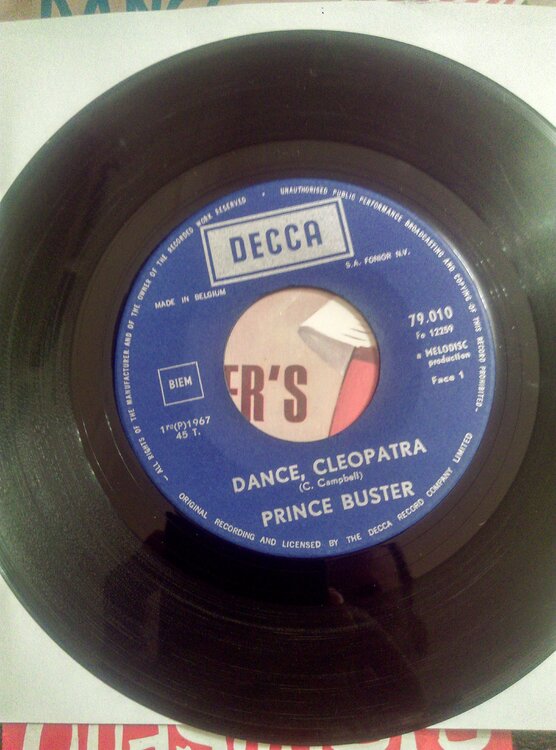 DANC
— ALL RIGHTS OF THE MANUFACTURER AND OF THE OWNER OF THE RECORDED WORK RESERVED • UNAUTHORISED PUBLIC PERFORMANCE BROADCASTING AND COPYING OF THIS RECORD PROHIBITED. —
DECCA
S.A. FONIOR N.V.
MADE IN BELGIUM
79.010
Fo 12259
a MELODISC
production
Face 1
BIEM
1re(P)1967
45 T.
ER'S
DANCE, CLEOPATRA
(C. Campbell)
PRINCE BUSTER
ORIGINAL RECORDING AND LICENSED BY THE DECCA RECORD COMPANY LIMITED